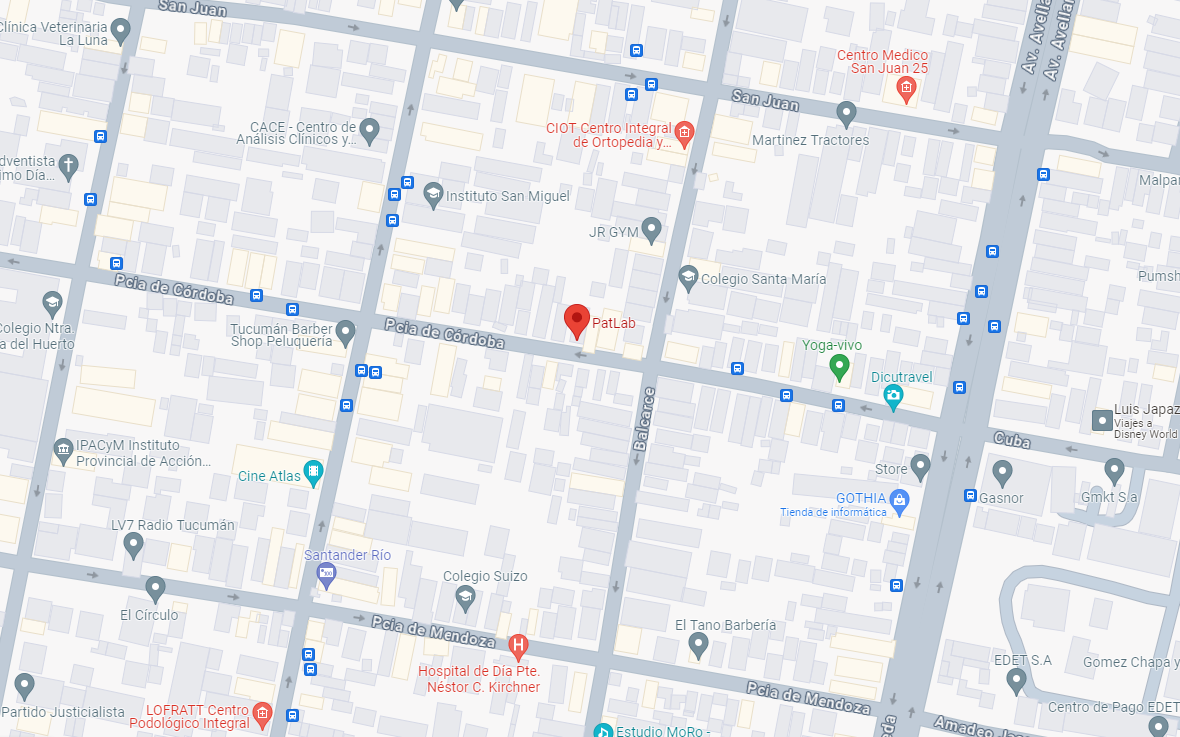 San Juan
Clínica Veterinaria
La Luna
Av. Avella
Av. Avella
Centro Medico
San Juan 25
San Juan
Martinez Tractores
CACE - Centro de
Análisis Clínicos y...
CIOT Centro Integral
de Ortopedia y...
dventista
imo Día...
Instituto San Miguel
Malpar
JR GYM
Colegio Santa María
Pumsh
Pcia de Córdoba
Colegio Ntra.
a del Huerto
Tucumán Barber
Shop Peluquería
Pcia de Córdoba
PatLab
Yoga-vivo
Dicutravel
Balcarce
Luis Japaz
Viajes a
Disney World
Cuba
IPACyM Instituto
Provincial de Acción...
Cine Atlas
Store
Gasnor
Gmkt S a
GOTHIA
Tienda de informática
LV7 Radio Tucumán
Santander Río
Colegio Suizo
El Círculo
Pcia de Mendoza
El Tano Barbería
H
Hospital de Día Pte.
Néstor C. Kirchner
EDET S.A
Gomez Chapa y
Pcia de Mendoza
Partido Justicialista
LOFRATT Centro
Podológico Integral
Centro de Pago EDET
Estudio MoRo -
eda
Amadeo Jacq